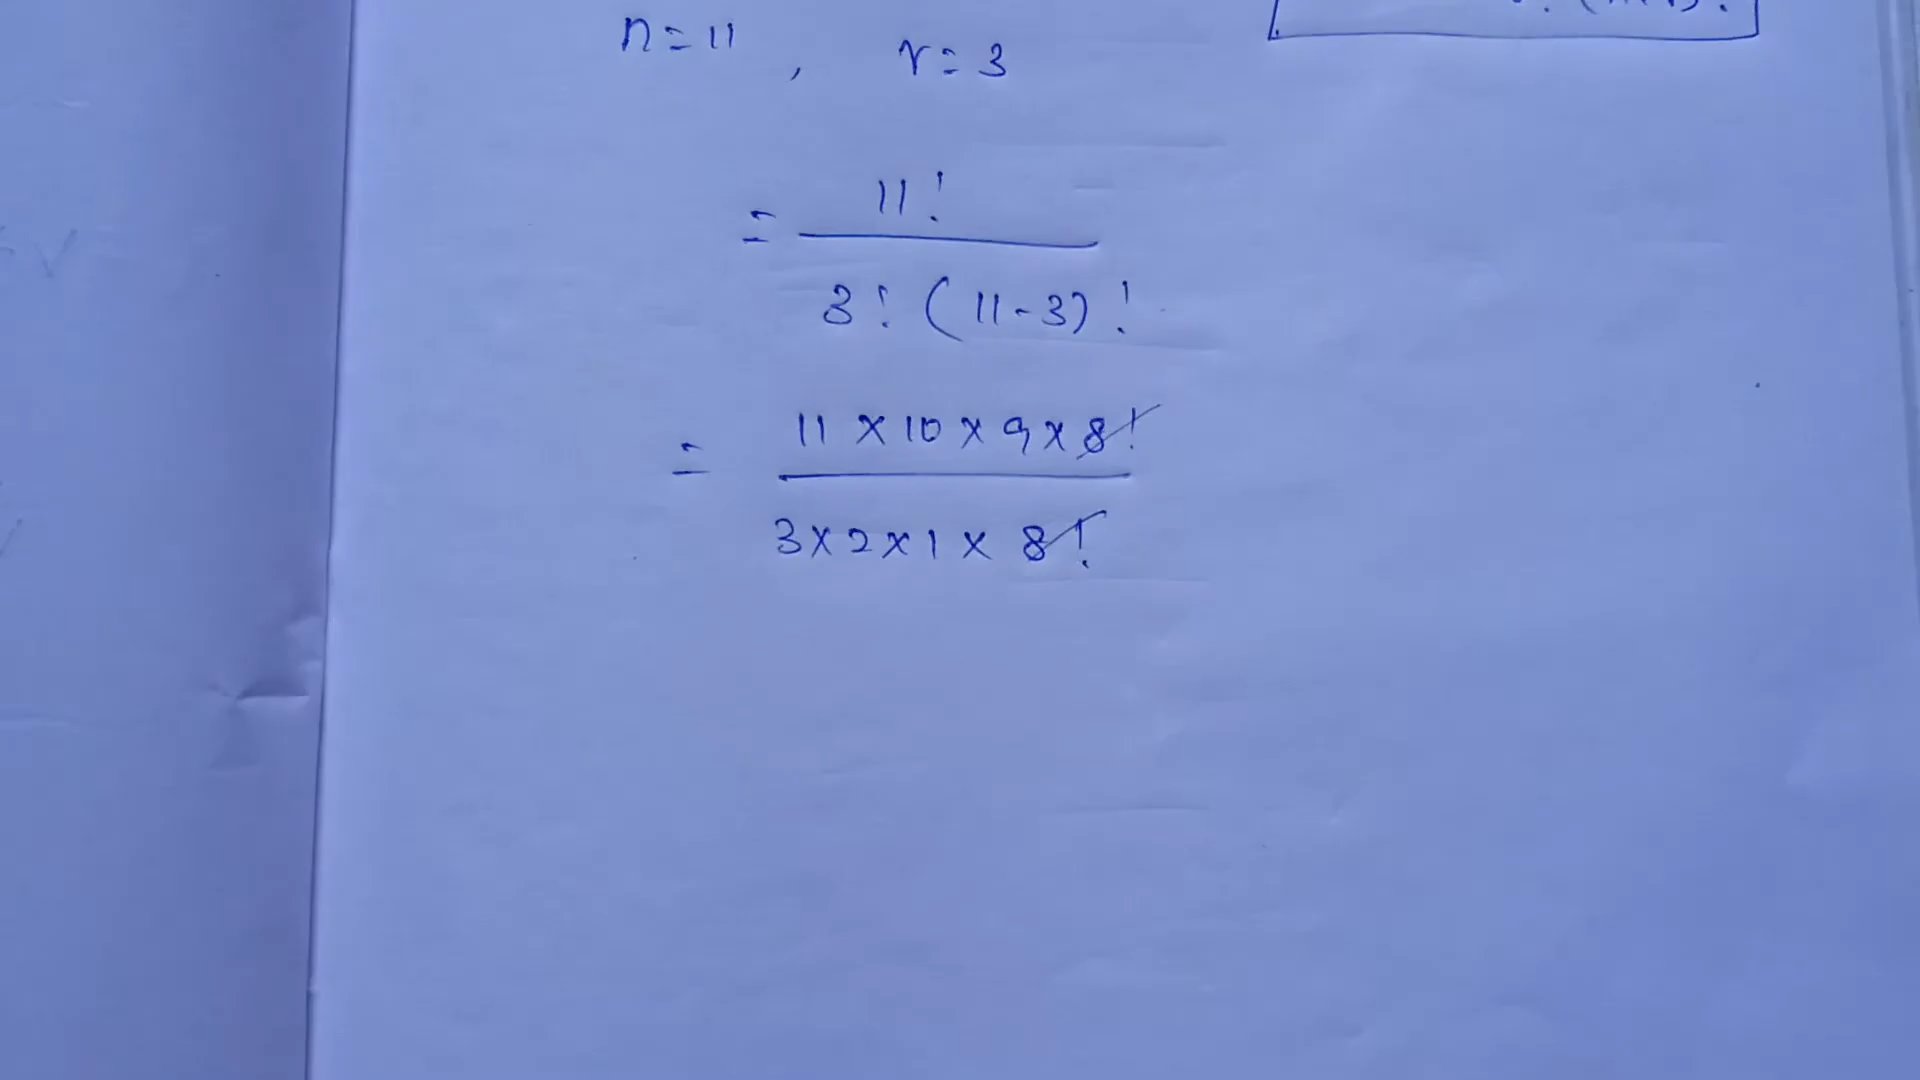 n = 11 , r = 3
= 11!
3! (11-3)!
= 11 × 10 × 9 × 8!
3 × 2 × 1 × 8!